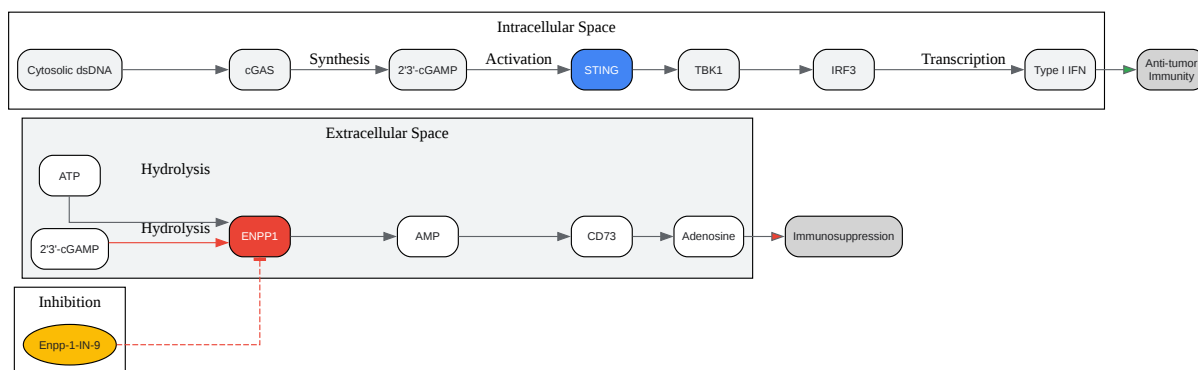 Intracellular Space
Cytosolic dsDNA
cGAS
Synthesis
2'3'-cGAMP
Activation
STING
TBK1
IRF3
Transcription
Type I IFN
Anti-tumor
Immunity
Extracellular Space
ATP
Hydrolysis
2'3'-cGAMP
Hydrolysis
ENPP1
AMP
CD73
Adenosine
Immunosuppression
Inhibition
Enpp-1-IN-9